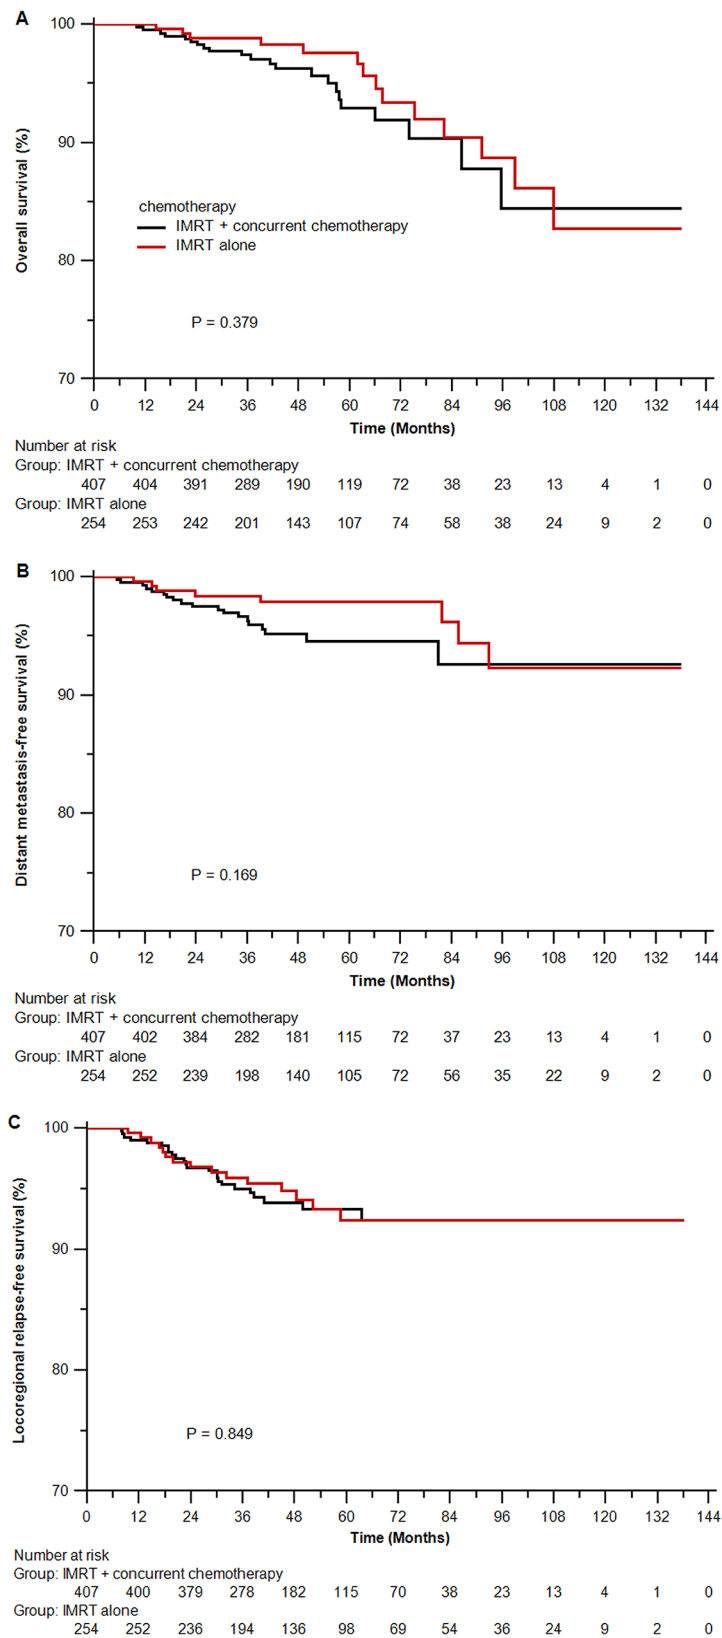 A
100
90
80
70
Overall survival (%)
chemotherapy
IMRT + concurrent chemotherapy
IMRT alone
P = 0.379
0 12 24 36 48 60 72 84 96 108 120 132 144
Time (Months)
Number at risk
Group: IMRT + concurrent chemotherapy
407 404 391 289 190 119 72 38 23 13 4 1 0
Group: IMRT alone
254 253 242 201 143 107 74 58 38 24 9 2 0
B
100
90
80
70
Distant metastasis-free survival (%)
P = 0.169
0 12 24 36 48 60 72 84 96 108 120 132 144
Time (Months)
Number at risk
Group: IMRT + concurrent chemotherapy
407 402 384 282 181 115 72 37 23 13 4 1 0
Group: IMRT alone
254 252 239 198 140 105 72 56 35 22 9 2 0
C
100
90
80
70
Locoregional relapse-free survival (%)
P = 0.849
0 12 24 36 48 60 72 84 96 108 120 132 144
Time (Months)
Number at risk
Group: IMRT + concurrent chemotherapy
407 400 379 278 182 115 70 38 23 13 4 1 0
Group: IMRT alone
254 252 236 194 136 98 69 54 36 24 9 2 0